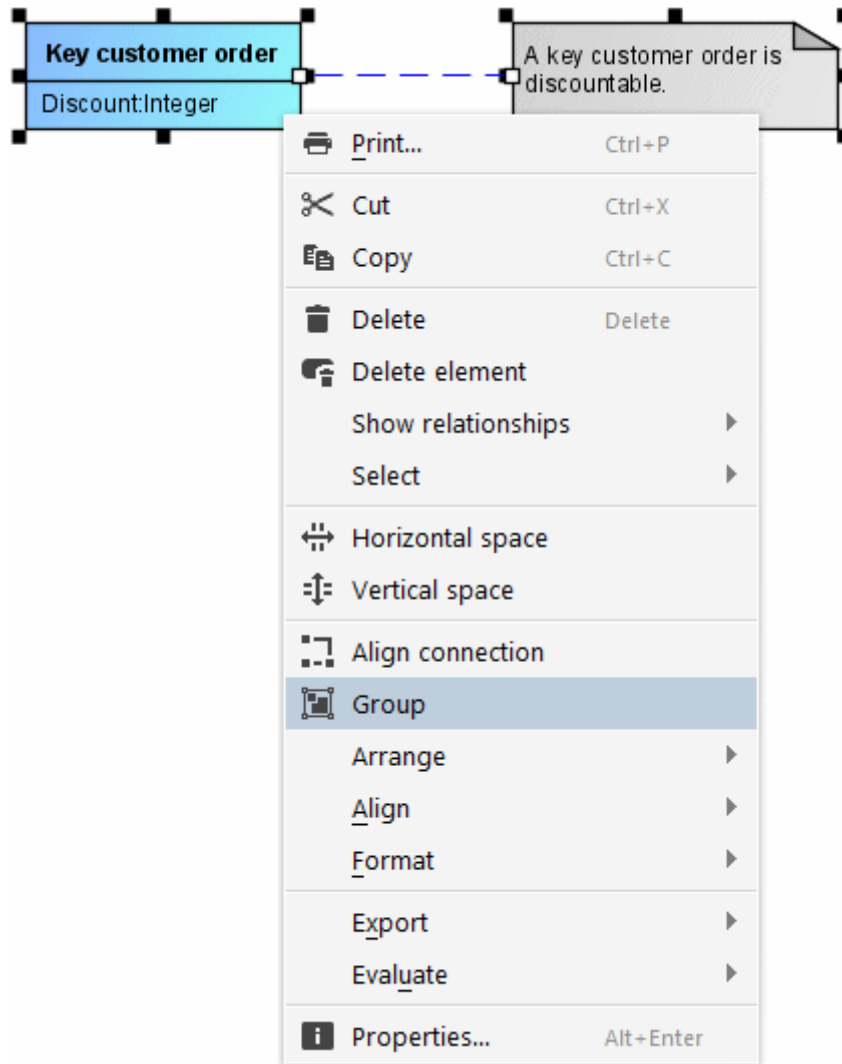 Key customer order
Discount:Integer
A key customer order is
discountable.
Print... Ctrl+P
Cut Ctrl+X
Copy Ctrl+C
Delete Delete
Delete element
Show relationships
Select
Horizontal space
Vertical space
Align connection
Group
Arrange
Align
Format
Export
Evaluate
Properties... Alt+Enter